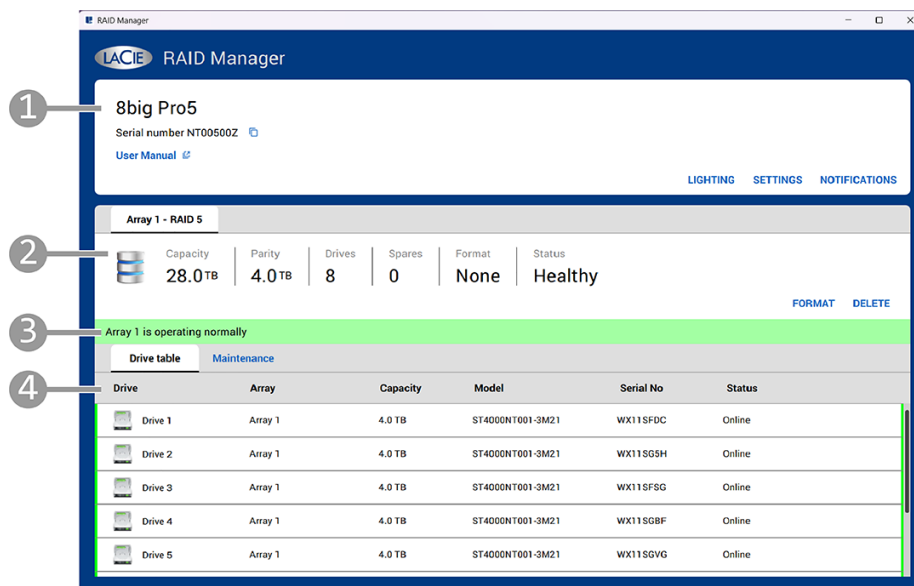 RAID Manager
LACIE RAID Manager
1
8big Pro5
Serial number NT00500Z
User Manual
LIGHTING SETTINGS NOTIFICATIONS
Array 1 - RAID 5
2
Capacity Parity Drives Spares Format Status
28.0 TB 4.0 TB 8 0 None Healthy
FORMAT DELETE
3
Array 1 is operating normally
Drive table Maintenance
4
Drive Array Capacity Model Serial No Status
Drive 1 Array 1 4.0 TB ST4000NT001-3M21 WX11SFDC Online
Drive 2 Array 1 4.0 TB ST4000NT001-3M21 WX11SG5H Online
Drive 3 Array 1 4.0 TB ST4000NT001-3M21 WX11SFSG Online
Drive 4 Array 1 4.0 TB ST4000NT001-3M21 WX11SGBF Online
Drive 5 Array 1 4.0 TB ST4000NT001-3M21 WX11SGVG Online